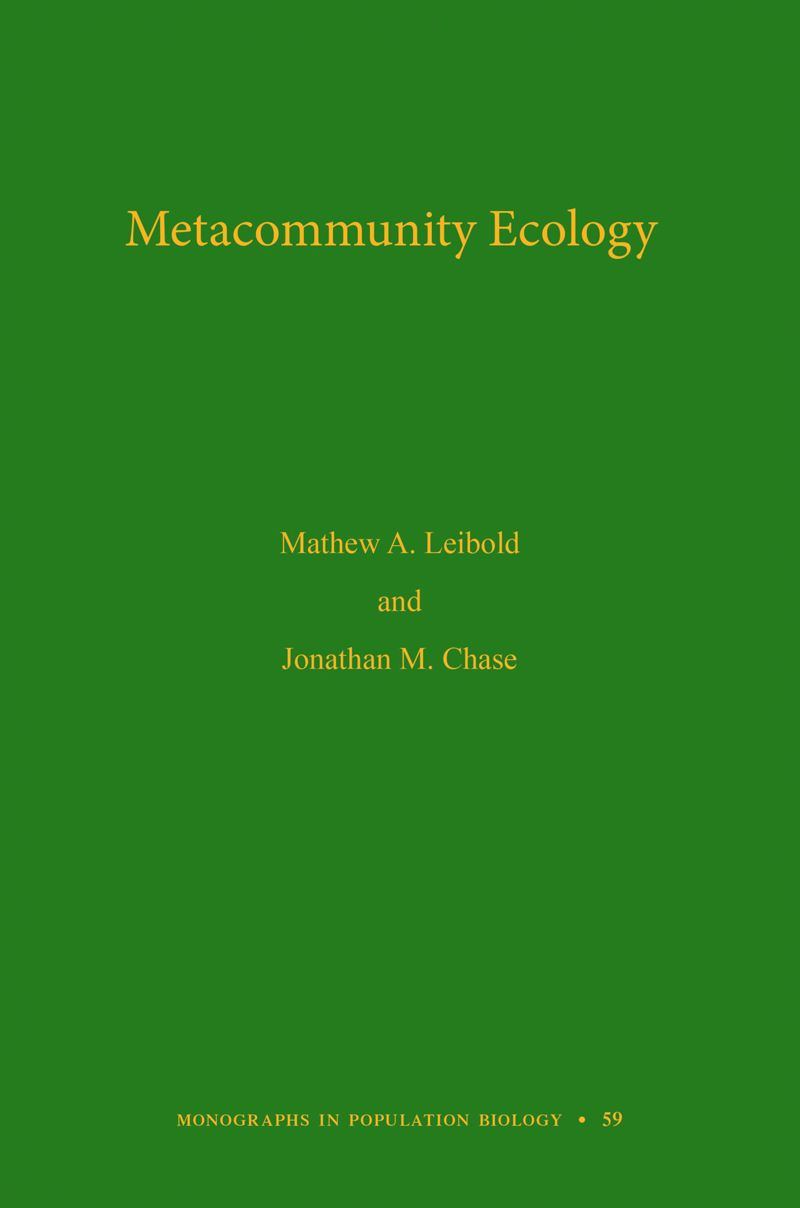 Metacommunity Ecology
Mathew A. Leibold
and
Jonathan M. Chase
MONOGRAPHS IN POPULATION BIOLOGY • 59